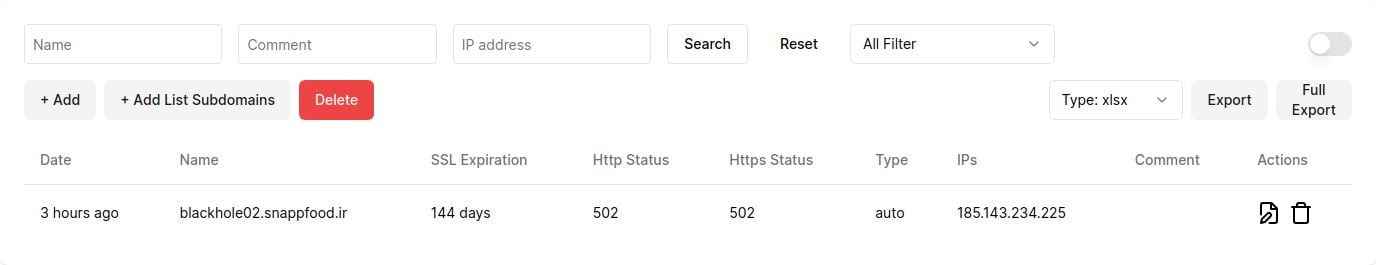 Name Comment IP address Search Reset All Filter
+ Add + Add List Subdomains Delete Type: xlsx Export Full Export
Date Name SSL Expiration Http Status Https Status Type IPs Comment Actions
3 hours ago blackhole02.snappfood.ir 144 days 502 502 auto 185.143.234.225